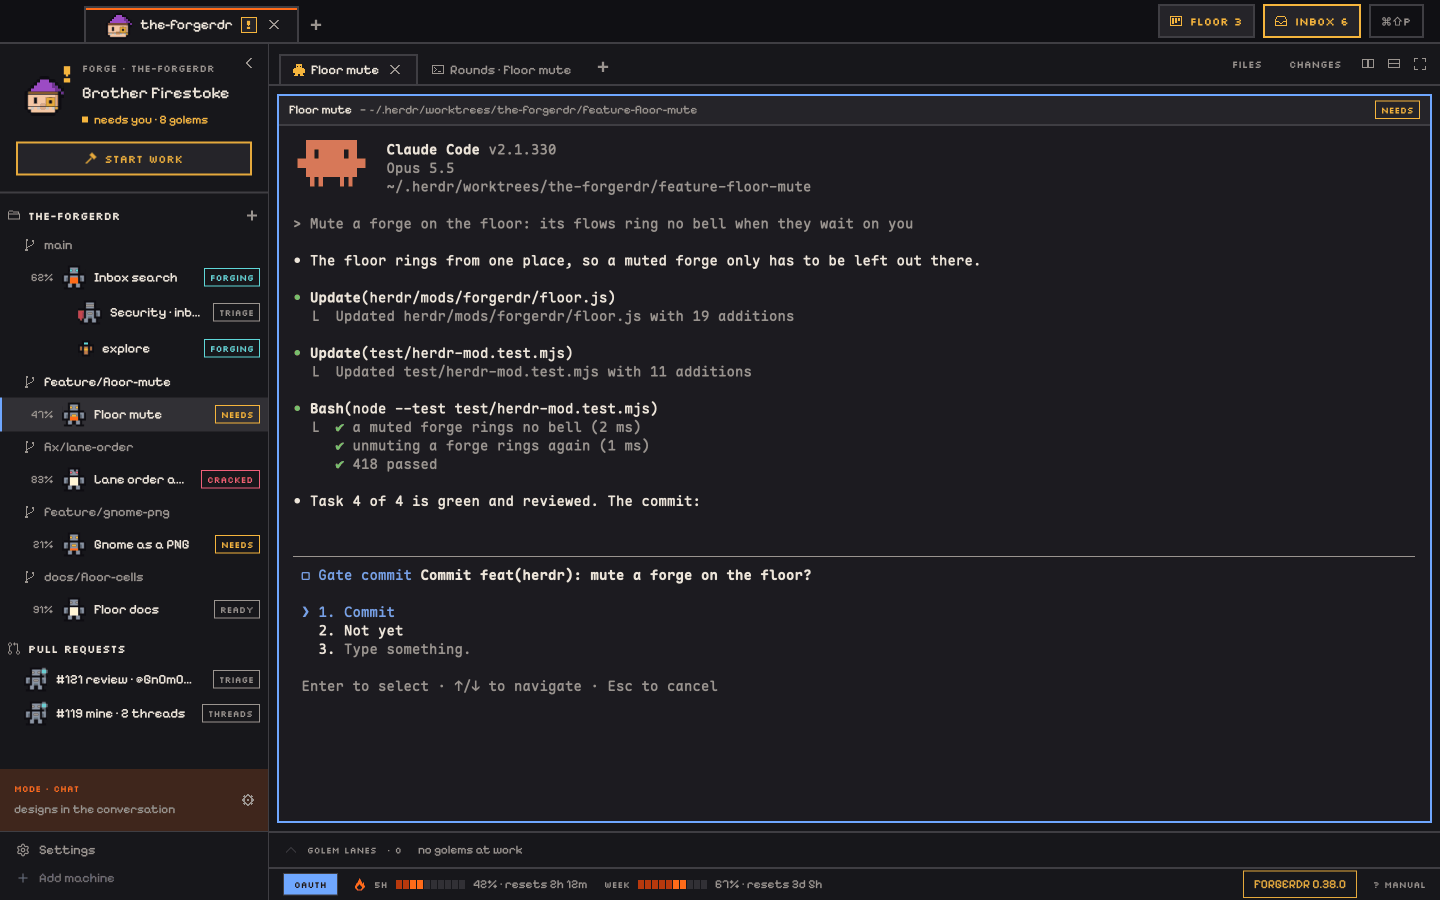 the-forgerdr !
FLOOR 3
INBOX 6
⌘⇧P
FORGE · THE-FORGERDR
Brother Firestoke
needs you · 8 golems
START WORK
THE-FORGERDR
main
62% Inbox search FORGING
Security · inb... TRIAGE
explore FORGING
feature/floor-mute
47% Floor mute NEEDS
fix/lane-order
83% Lane order a... CRACKED
feature/gnome-png
21% Gnome as a PNG NEEDS
docs/floor-cells
91% Floor docs READY
PULL REQUESTS
#121 review · @Gn0m0... TRIAGE
#119 mine · 2 threads THREADS
MODE · CHAT
designs in the conversation
Settings
Add machine
Floor mute
Rounds · Floor mute
FILES
CHANGES
Floor mute - ~/.herdr/worktrees/the-forgerdr/feature-floor-mute NEEDS
Claude Code v2.1.330
Opus 5.5
~/.herdr/worktrees/the-forgerdr/feature-floor-mute
> Mute a forge on the floor: its flows ring no bell when they wait on you
• The floor rings from one place, so a muted forge only has to be left out there.
• Update(herdr/mods/forgerdr/floor.js)
L Updated herdr/mods/forgerdr/floor.js with 19 additions
• Update(test/herdr-mod.test.mjs)
L Updated test/herdr-mod.test.mjs with 11 additions
• Bash(node --test test/herdr-mod.test.mjs)
L ✔ a muted forge rings no bell (2 ms)
✔ unmuting a forge rings again (1 ms)
✔ 418 passed
• Task 4 of 4 is green and reviewed. The commit:
□ Gate commit Commit feat(herdr): mute a forge on the floor?
❯ 1. Commit
2. Not yet
3. Type something.
Enter to select · ↑/↓ to navigate · Esc to cancel
GOLEM LANES · 0 no golems at work
OAUTH
5H 42% · resets 2h 12m
WEEK 67% · resets 3d 9h
FORGERDR 0.38.0
? MANUAL